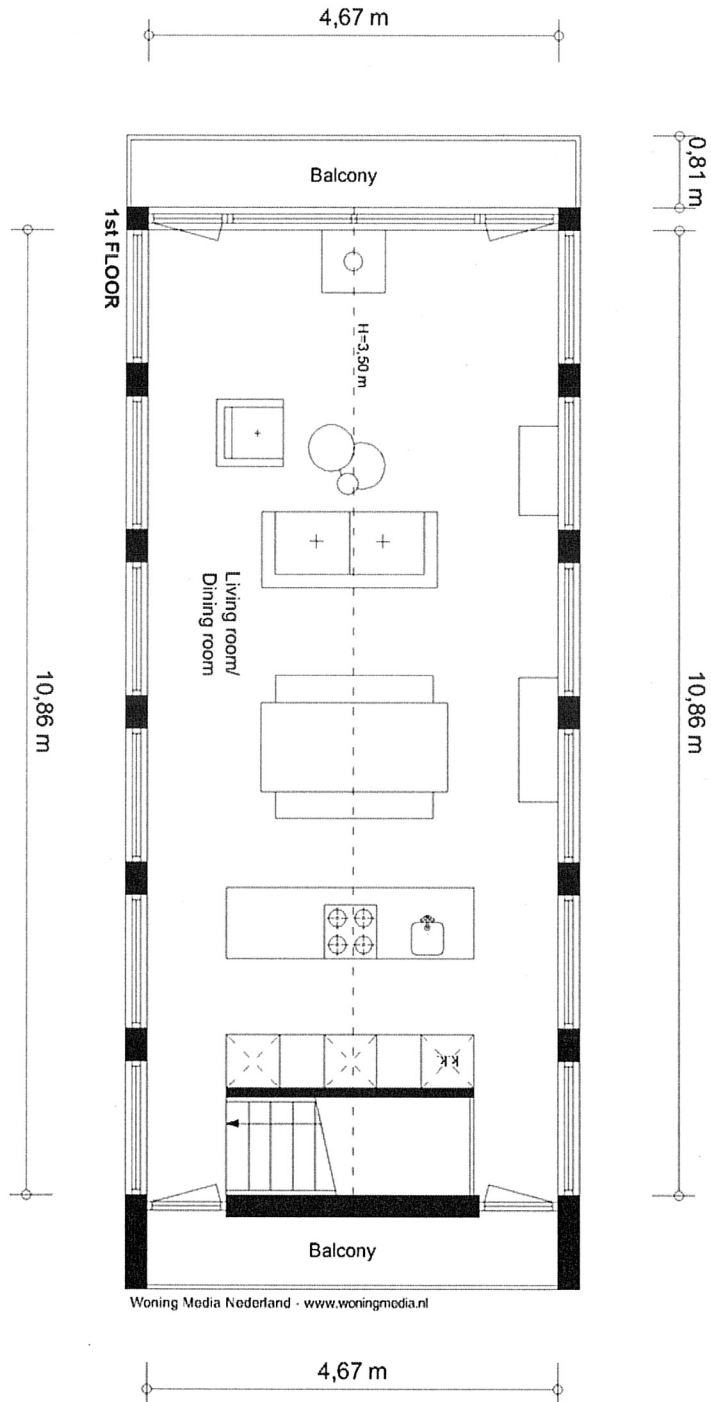 4,67 m
0,81 m
Balcony
1st FLOOR
H=3,50 m
Living room/
Dining room
10,86 m
10,86 m
Balcony
Woning Media Nederland - www.woningmedia.nl
4,67 m